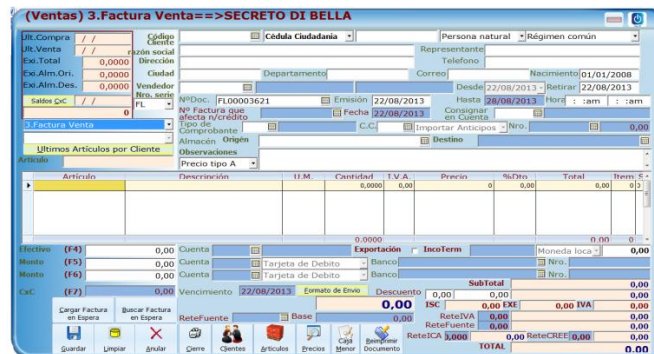 (Ventas) 3.Factura Venta==>SECRETO DI BELLA
Ult.Compra / / Código Cliente Cédula Ciudadania Persona natural Régimen común
Ult.Venta / / razón social Representante
Exi.Total 0,0000 Dirección Telefono
Exi.Alm.Ori. 0,0000 Ciudad Departamento Correo Nacimiento 01/01/2008
Exi.Alm.Des. 0,0000 Vendedor Desde 22/08/2013 Retirar 22/08/2013
Saldos CxC / / Nro. serie NºDoc. FL00003621 Emisión 22/08/2013 Hasta 28/08/2013 Hora : :am : :am
0 FL Nº Factura que afecta n/crédito Fecha 22/08/2013 Consignar en Cuenta
3.Factura Venta Tipo de Comprobante C.C. Importar Anticipos Nro. 0,00
Ultimos Artículos por Cliente Almacén Origen Destino
Observaciones
Artículo Precio tipo A
Artículo Descripción U.M. Cantidad I.V.A. Precio %Dto Total Item S
0,0000 0,00 0 0,00 0,00 0
0.0000 0.00 0
Efectivo (F4) 0,00 Cuenta Exportación IncoTerm Moneda loca 0,00
Monto (F5) 0,00 Cuenta Tarjeta de Debito Banco Nro.
Monto (F6) 0,00 Cuenta Tarjeta de Debito Banco Nro.
CxC (F7) 0,00 Vencimiento 22/08/2013 Formato de Envio Descuento 0,00 0,00 SubTotal 0,00
0,00
Cargar Factura en Espera Buscar Factura en Espera 0,00 ISC 0,00 EXE 0,00 IVA 0,00
ReteFuente Base 0,00 ReteIVA 0,00 0,00
ReteFuente 0,00 0,00
ReteICA 0,000 0,00 ReteCREE 0,00 0,00
TOTAL 0.00
Guardar Limpiar Anular Cierre Clientes Artículos Precios Caja Menor Reimprimir Documento